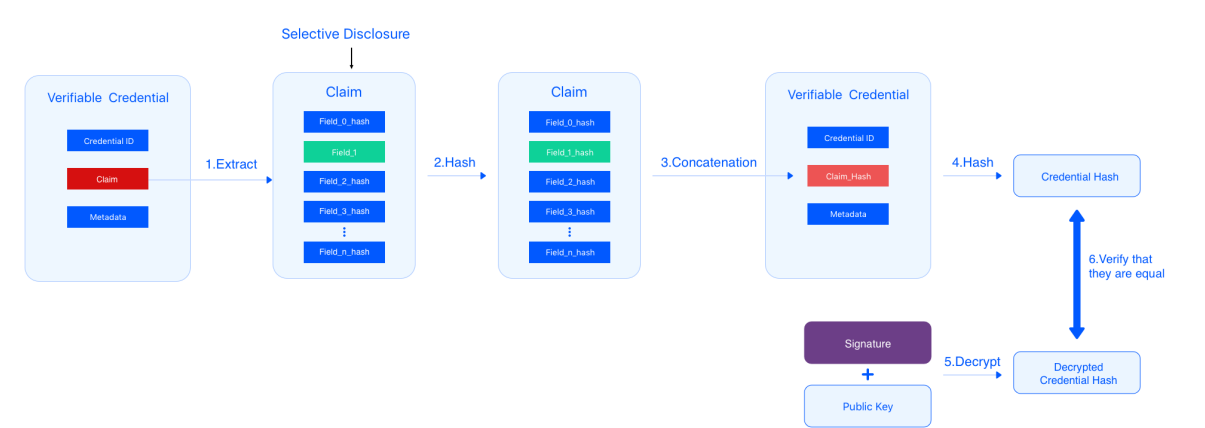 Selective Disclosure
Verifiable Credential
Credential ID
Claim
Metadata
1.Extract
Claim
Field_0_hash
Field_1
Field_2_hash
Field_3_hash
Field_n_hash
2.Hash
Claim
Field_0_hash
Field_1_hash
Field_2_hash
Field_3_hash
Field_n_hash
3.Concatenation
Verifiable Credential
Credential ID
Claim_Hash
Metadata
4.Hash
Credential Hash
6.Verify that
they are equal
Signature
+
Public Key
5.Decrypt
Decrypted
Credential Hash